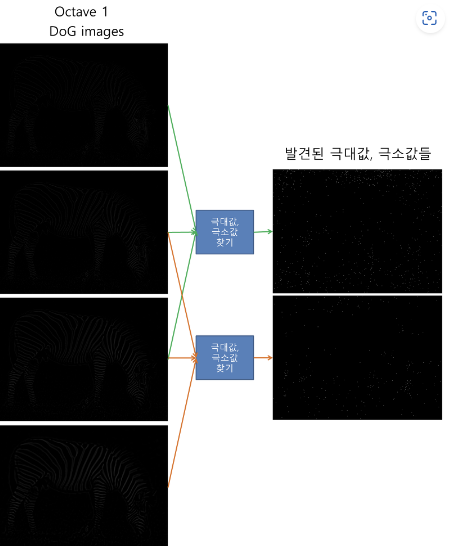 Octave 1
DoG images
발견된 극대값, 극소값들
극대값,
극소값
찾기
극대값,
극소값
찾기